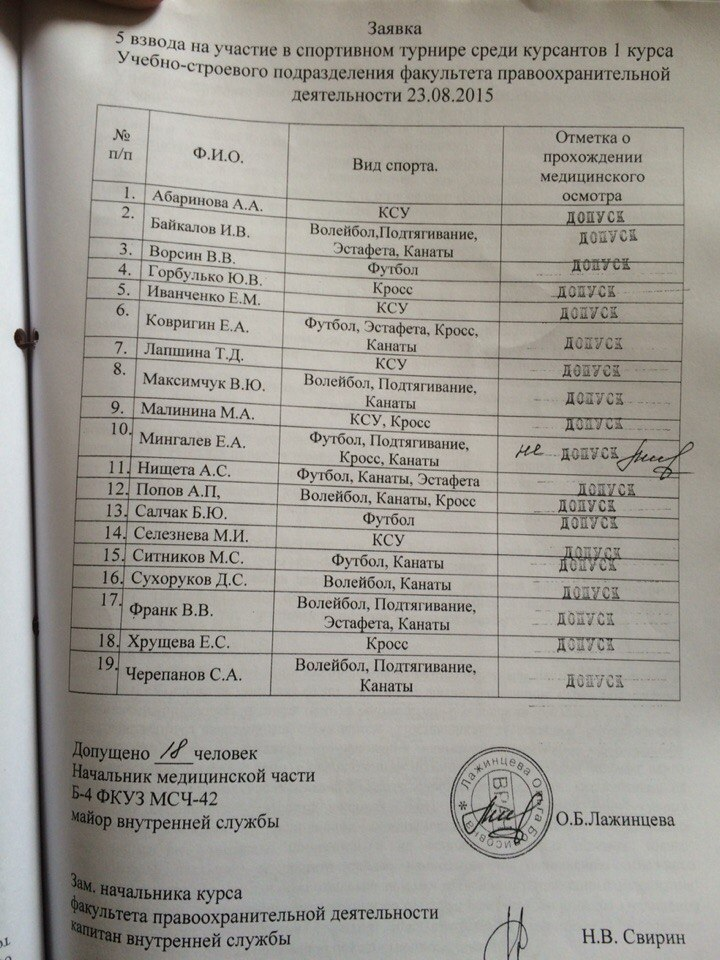 Заявка
5 взвода на участие в спортивном турнире среди курсантов 1 курса
Учебно-строевого подразделения факультета правоохранительной
деятельности 23.08.2015
№ п/п Ф.И.О. Вид спорта. Отметка о прохождении медицинского осмотра
1. Абаринова А.А. КСУ ДОПУСК
2. Байкалов И.В. Волейбол,Подтягивание, Эстафета, Канаты ДОПУСК
3. Ворсин В.В. Футбол ДОПУСК
4. Горбулько Ю.В. Кросс ДОПУСК
5. Иванченко Е.М. КСУ ДОПУСК
6. Ковригин Е.А. Футбол, Эстафета, Кросс, Канаты ДОПУСК
7. Лапшина Т.Д. КСУ ДОПУСК
8. Максимчук В.Ю. Волейбол, Подтягивание, Канаты ДОПУСК
9. Малинина М.А. КСУ, Кросс ДОПУСК
10. Мингалев Е.А. Футбол, Подтягивание, Кросс, Канаты не ДОПУСК
11. Нищета А.С. Футбол, Канаты, Эстафета ДОПУСК
12. Попов А.П, Волейбол, Канаты, Кросс ДОПУСК
13. Салчак Б.Ю. Футбол ДОПУСК
14. Селезнева М.И. КСУ ДОПУСК
15. Ситников М.С. Футбол, Канаты ДОПУСК
16. Сухоруков Д.С. Волейбол, Канаты ДОПУСК
17. Франк В.В. Волейбол, Подтягивание, Эстафета, Канаты ДОПУСК
18. Хрущева Е.С. Кросс ДОПУСК
19. Черепанов С.А. Волейбол, Подтягивание, Канаты ДОПУСК
Допущено 18 человек
Начальник медицинской части
Б-4 ФКУЗ МСЧ-42
майор внутренней службы О.Б.Лажинцева
Лажинцева Ольга Борисовна
ВРАЧ
Зам. начальника курса
факультета правоохранительной деятельности
капитан внутренней службы Н.В. Свирин